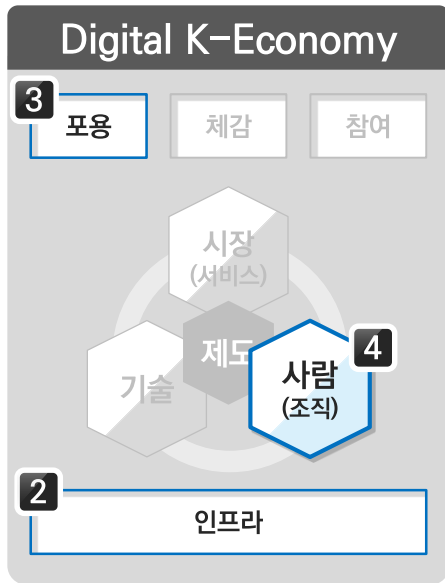 Digital K-Economy
3
포용
체감
참여
시장
(서비스)
제도
기술
4
사람
(조직)
2
인프라